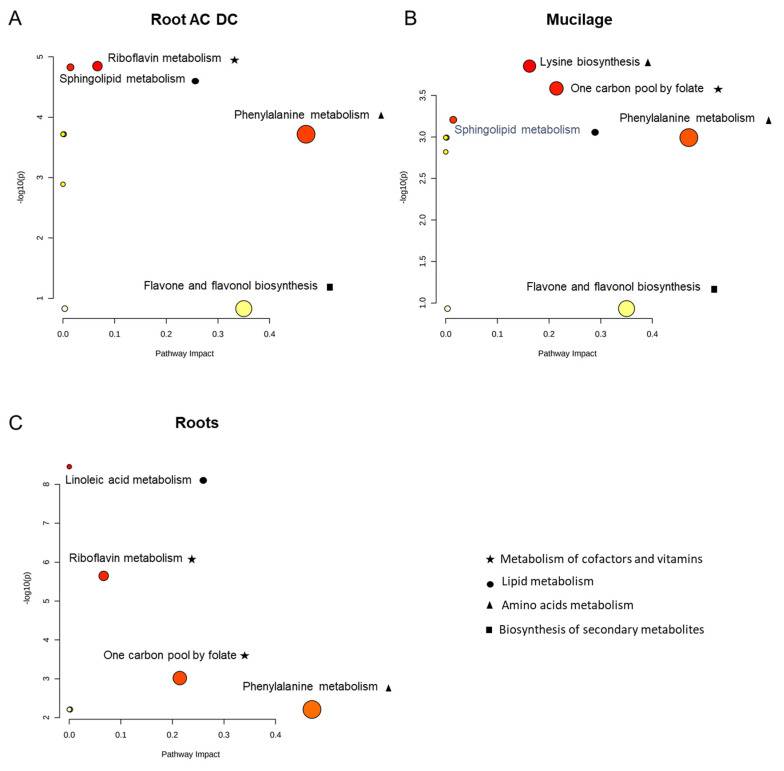 A
Root AC DC
5
4
3
2
1
-log10(p)
Riboflavin metabolism ★
Sphingolipid metabolism ●
Phenylalanine metabolism ▲
Flavone and flavonol biosynthesis ■
0.0 0.1 0.2 0.3 0.4
Pathway Impact
B
Mucilage
3.5
3.0
2.5
2.0
1.5
1.0
-log10(p)
Lysine biosynthesis ▲
One carbon pool by folate ★
Phenylalanine metabolism ▲
Sphingolipid metabolism ●
Flavone and flavonol biosynthesis ■
0.0 0.1 0.2 0.3 0.4
Pathway Impact
C
Roots
8
7
6
5
4
3
2
-log10(p)
Linoleic acid metabolism ●
Riboflavin metabolism ★
One carbon pool by folate ★
Phenylalanine metabolism ▲
0.0 0.1 0.2 0.3 0.4
Pathway Impact
★ Metabolism of cofactors and vitamins
● Lipid metabolism
▲ Amino acids metabolism
■ Biosynthesis of secondary metabolites